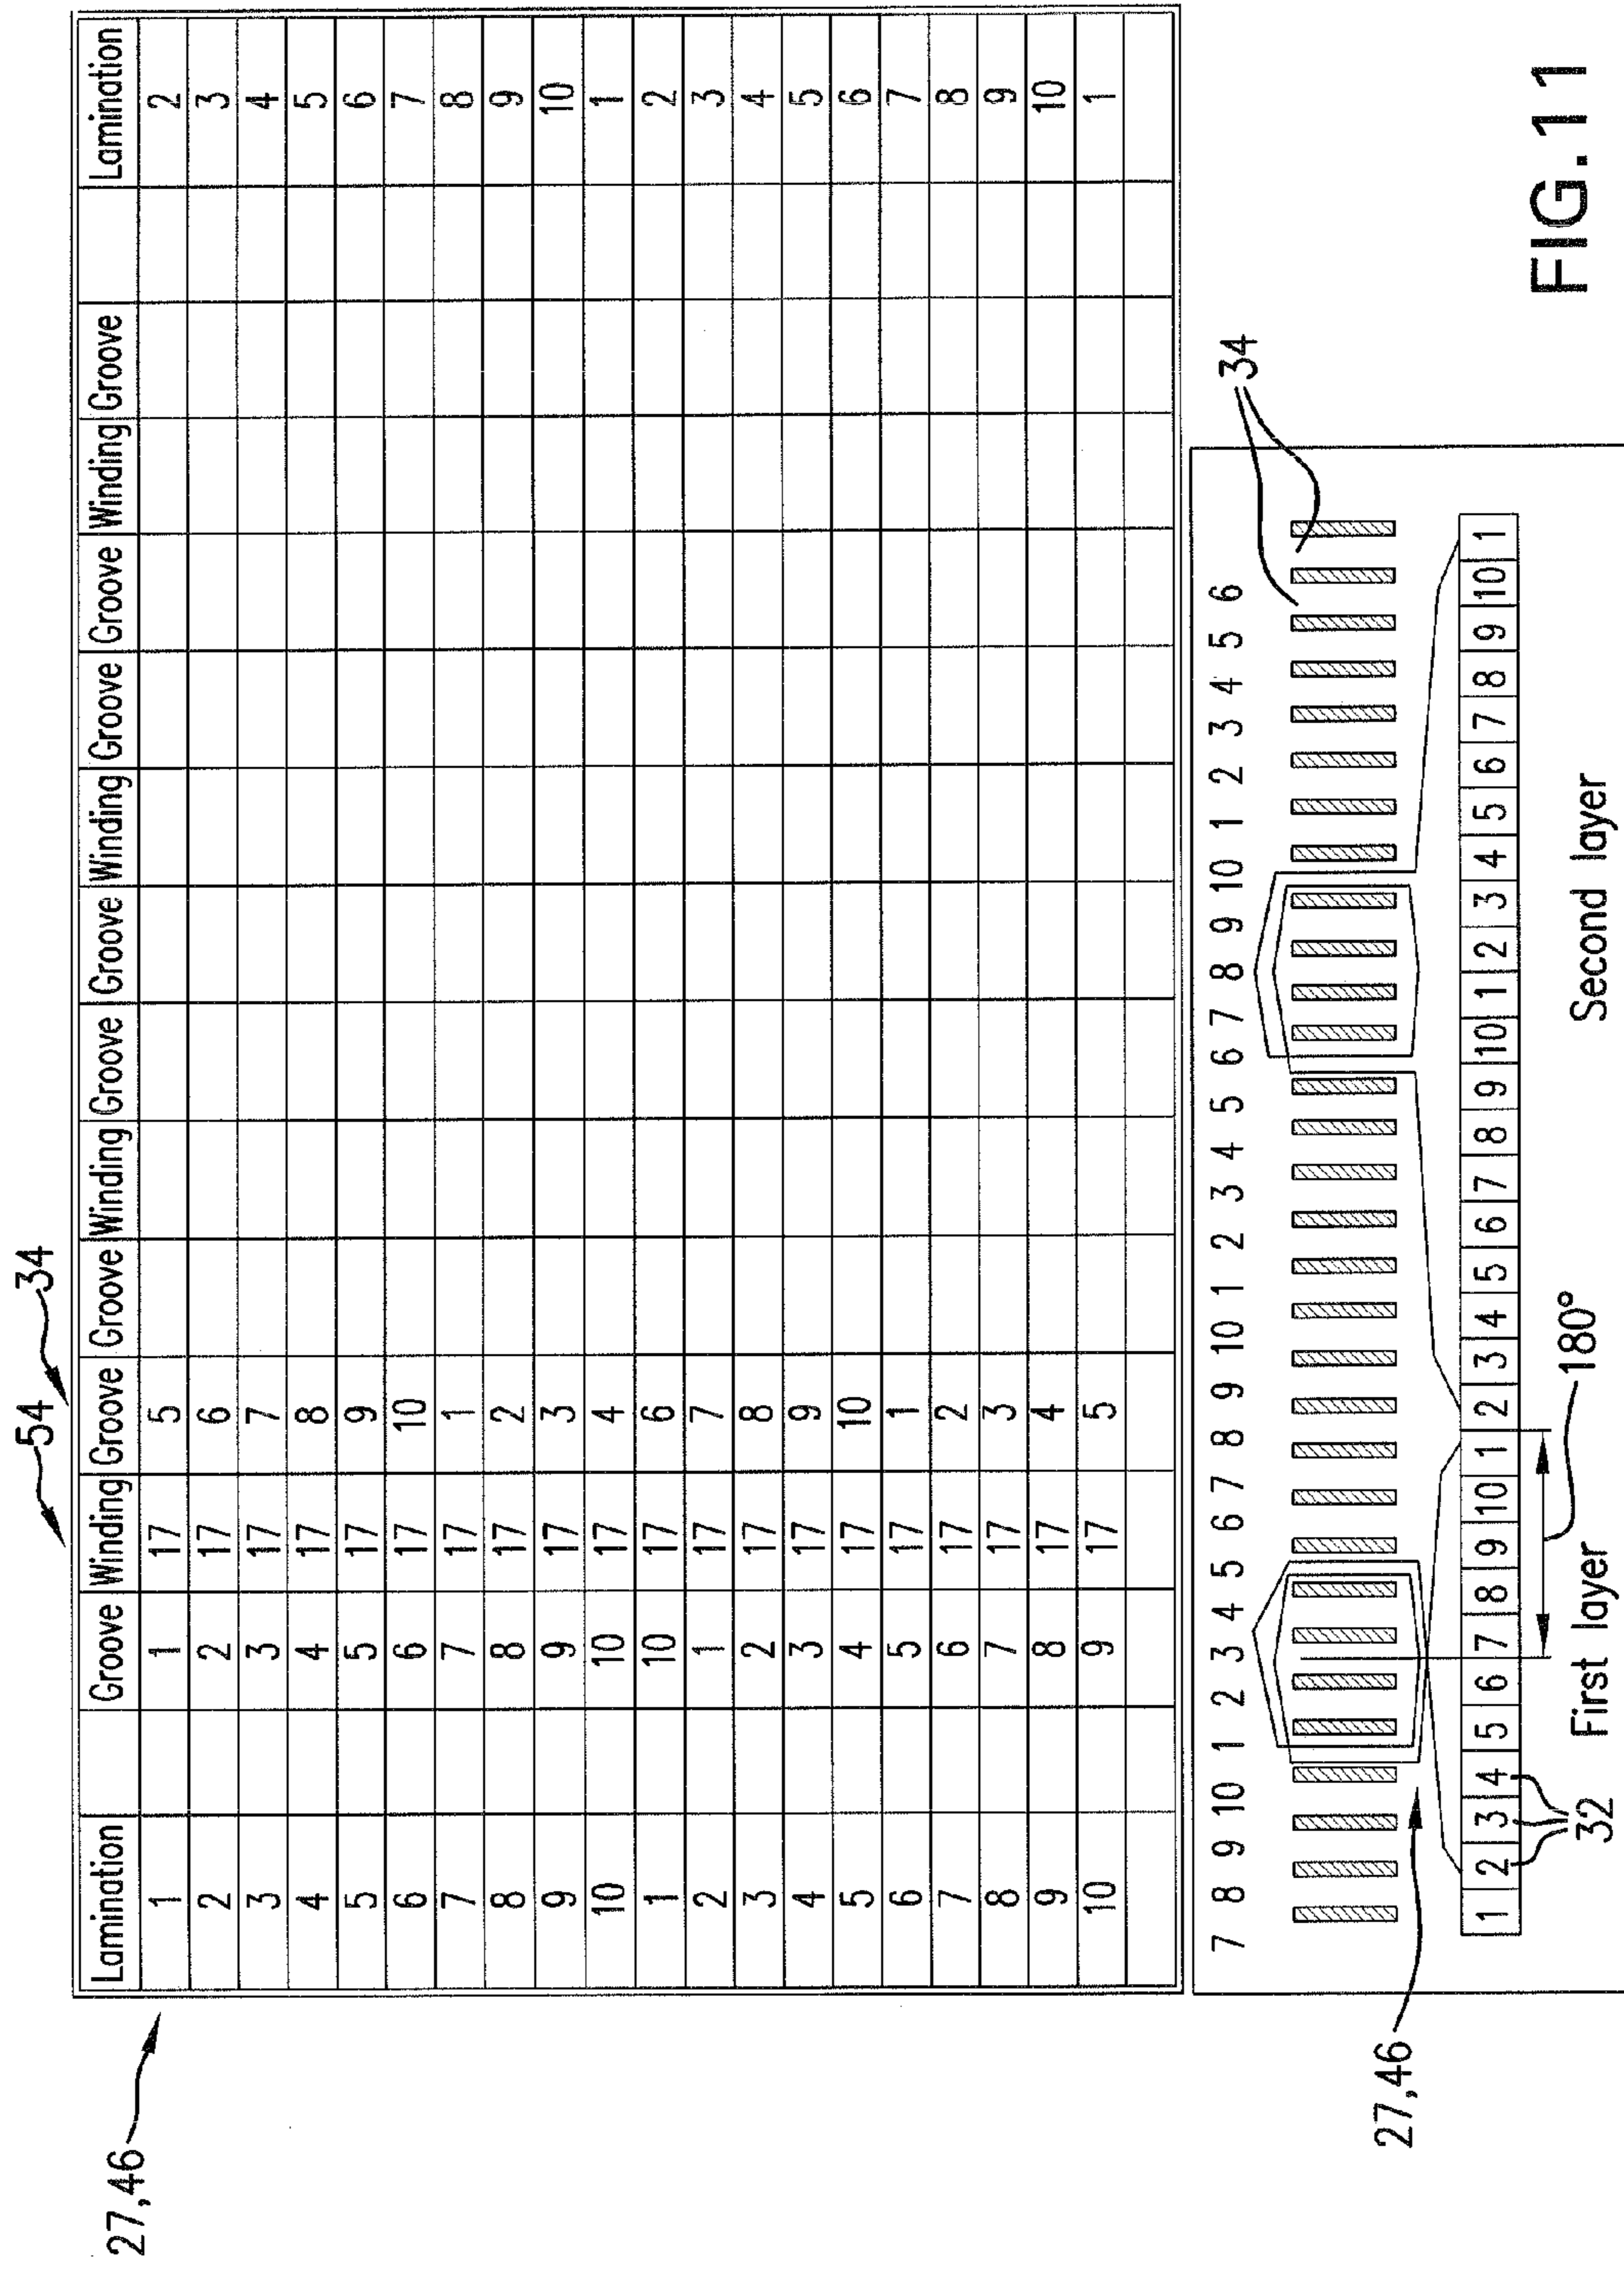 54 34
27,46
Lamination Groove Winding Groove Groove Winding Groove Groove Winding Groove Groove Winding Groove Lamination
1 1 17 5 2
2 2 17 6 3
3 3 17 7 4
4 4 17 8 5
5 5 17 9 6
6 6 17 10 7
7 7 17 1 8
8 8 17 2 9
9 9 17 3 10
10 10 17 4 1
1 10 17 6 2
2 1 17 7 3
3 2 17 8 4
4 3 17 9 5
5 4 17 10 6
6 5 17 1 7
7 6 17 2 8
8 7 17 3 9
9 8 17 4 10
10 9 17 5 1
7 8 9 10 1 2 3 4 5 6 7 8 9 10 1 2 3 4 5 6 7 8 9 10 1 2 3 4 5 6
34
27,46
1 2 3 4 5 6 7 8 9 10 1 2 3 4 5 6 7 8 9 10 1 2 3 4 5 6 7 8 9 10 1
32
First layer
180°
Second layer
FIG.11